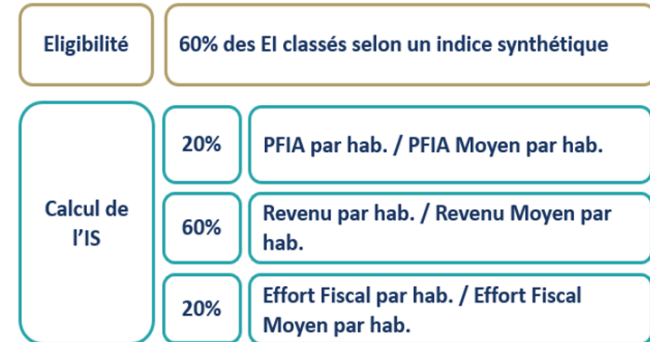 Eligibilité
60% des EI classés selon un indice synthétique
Calcul de
l’IS
20%
PFIA par hab. / PFIA Moyen par hab.
60%
Revenu par hab. / Revenu Moyen par
hab.
20%
Effort Fiscal par hab. / Effort Fiscal
Moyen par hab.